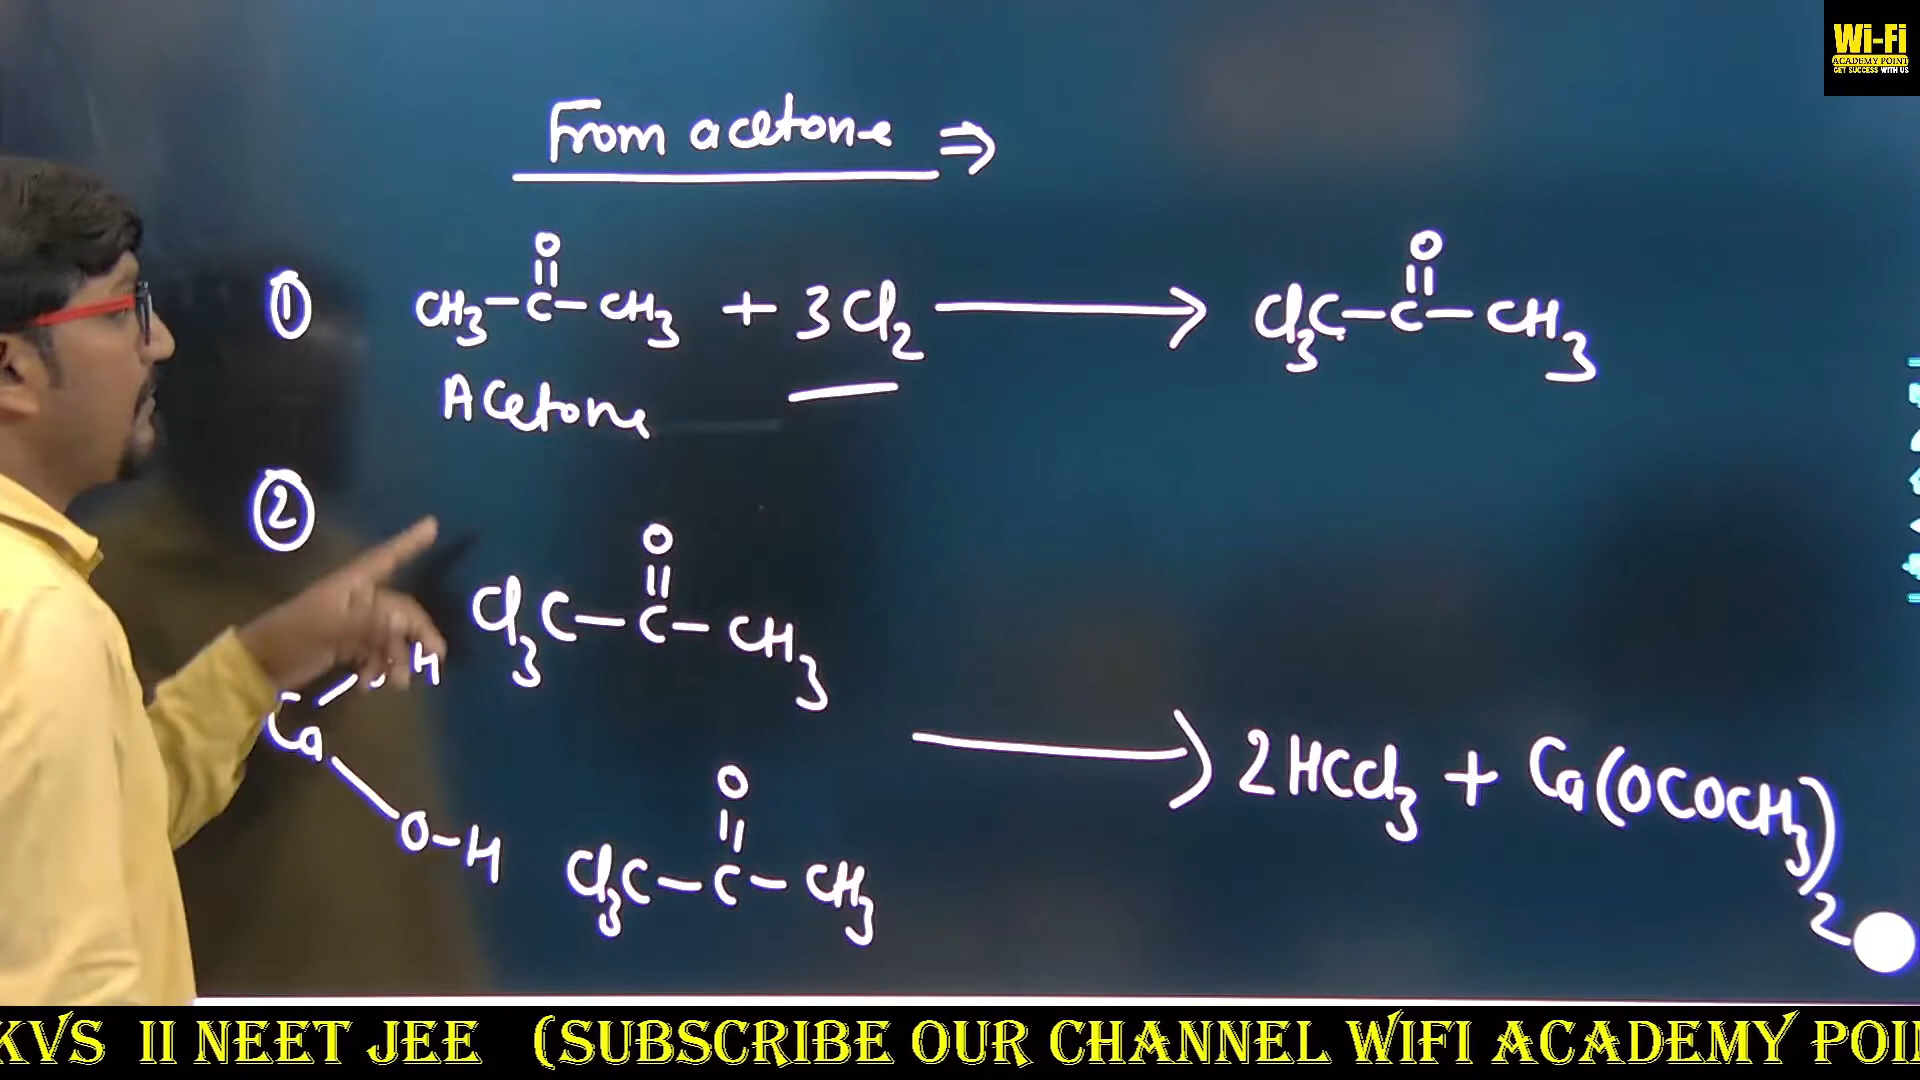 Wi-Fi
ACADEMY POINT
GET SUCCESS WITH US
From acetone ⇒
① CH3-C-CH3 + 3Cl2 → Cl3C-C-CH3
O
||
O
||
Acetone
②
O
||
Cl3C-C-CH3
H
Ca
→ 2HCCl3 + Ca(OCOCH3)2
O
||
O-H Cl3C-C-CH3
KVS II NEET JEE (SUBSCRIBE OUR CHANNEL WIFI ACADEMY POI